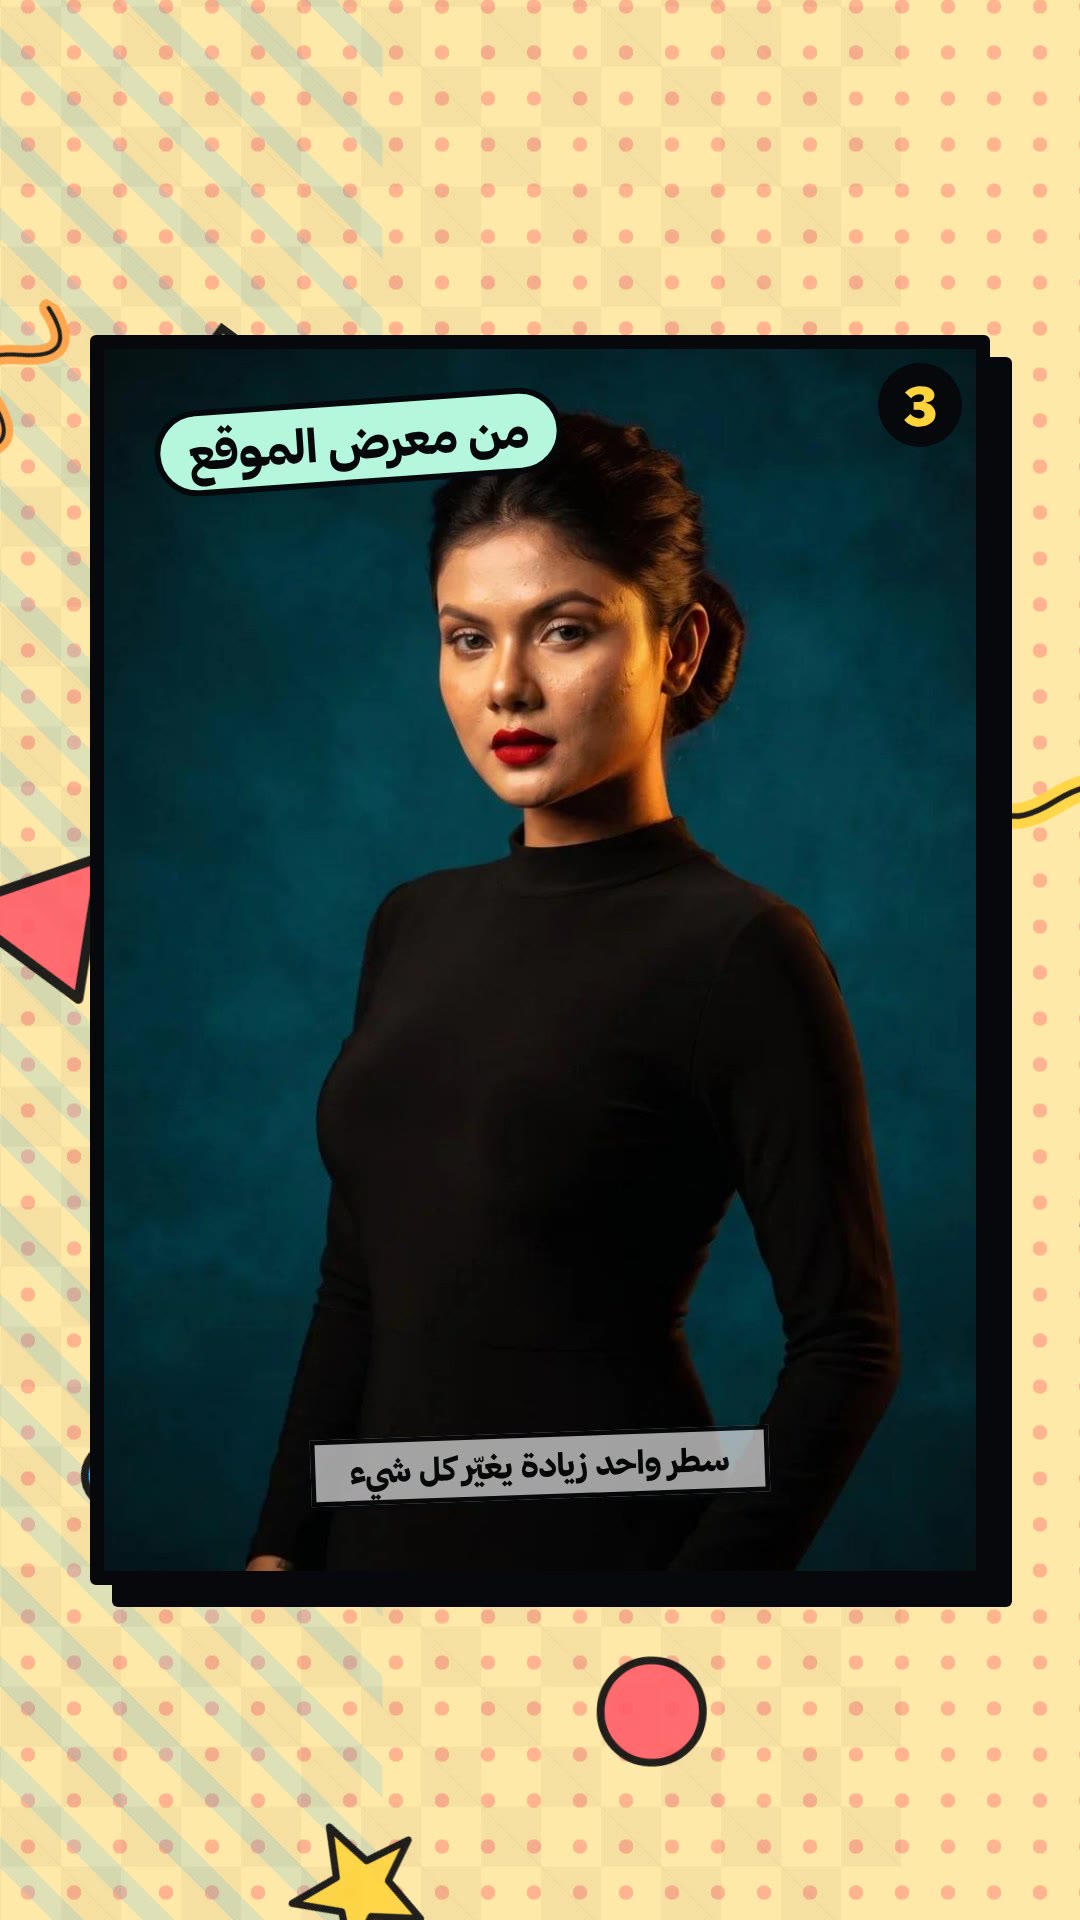 من معرض الموقع
3
سطر واحد زيادة يغيّر كل شيء